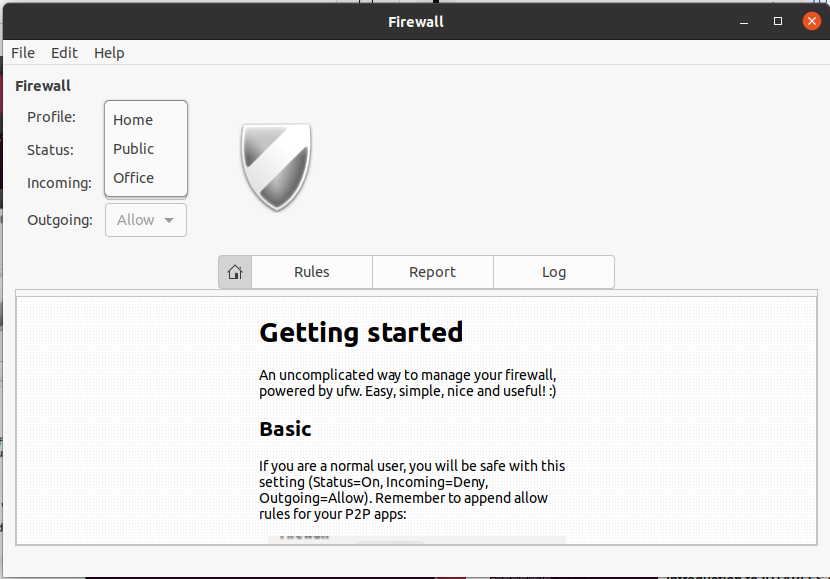 Firewall
File Edit Help
Firewall
Profile:
Home
Public
Office
Status:
Incoming:
Outgoing: Allow
Rules Report Log
Getting started
An uncomplicated way to manage your firewall,
powered by ufw. Easy, simple, nice and useful! :)
Basic
If you are a normal user, you will be safe with this
setting (Status=On, Incoming=Deny,
Outgoing=Allow). Remember to append allow
rules for your P2P apps: